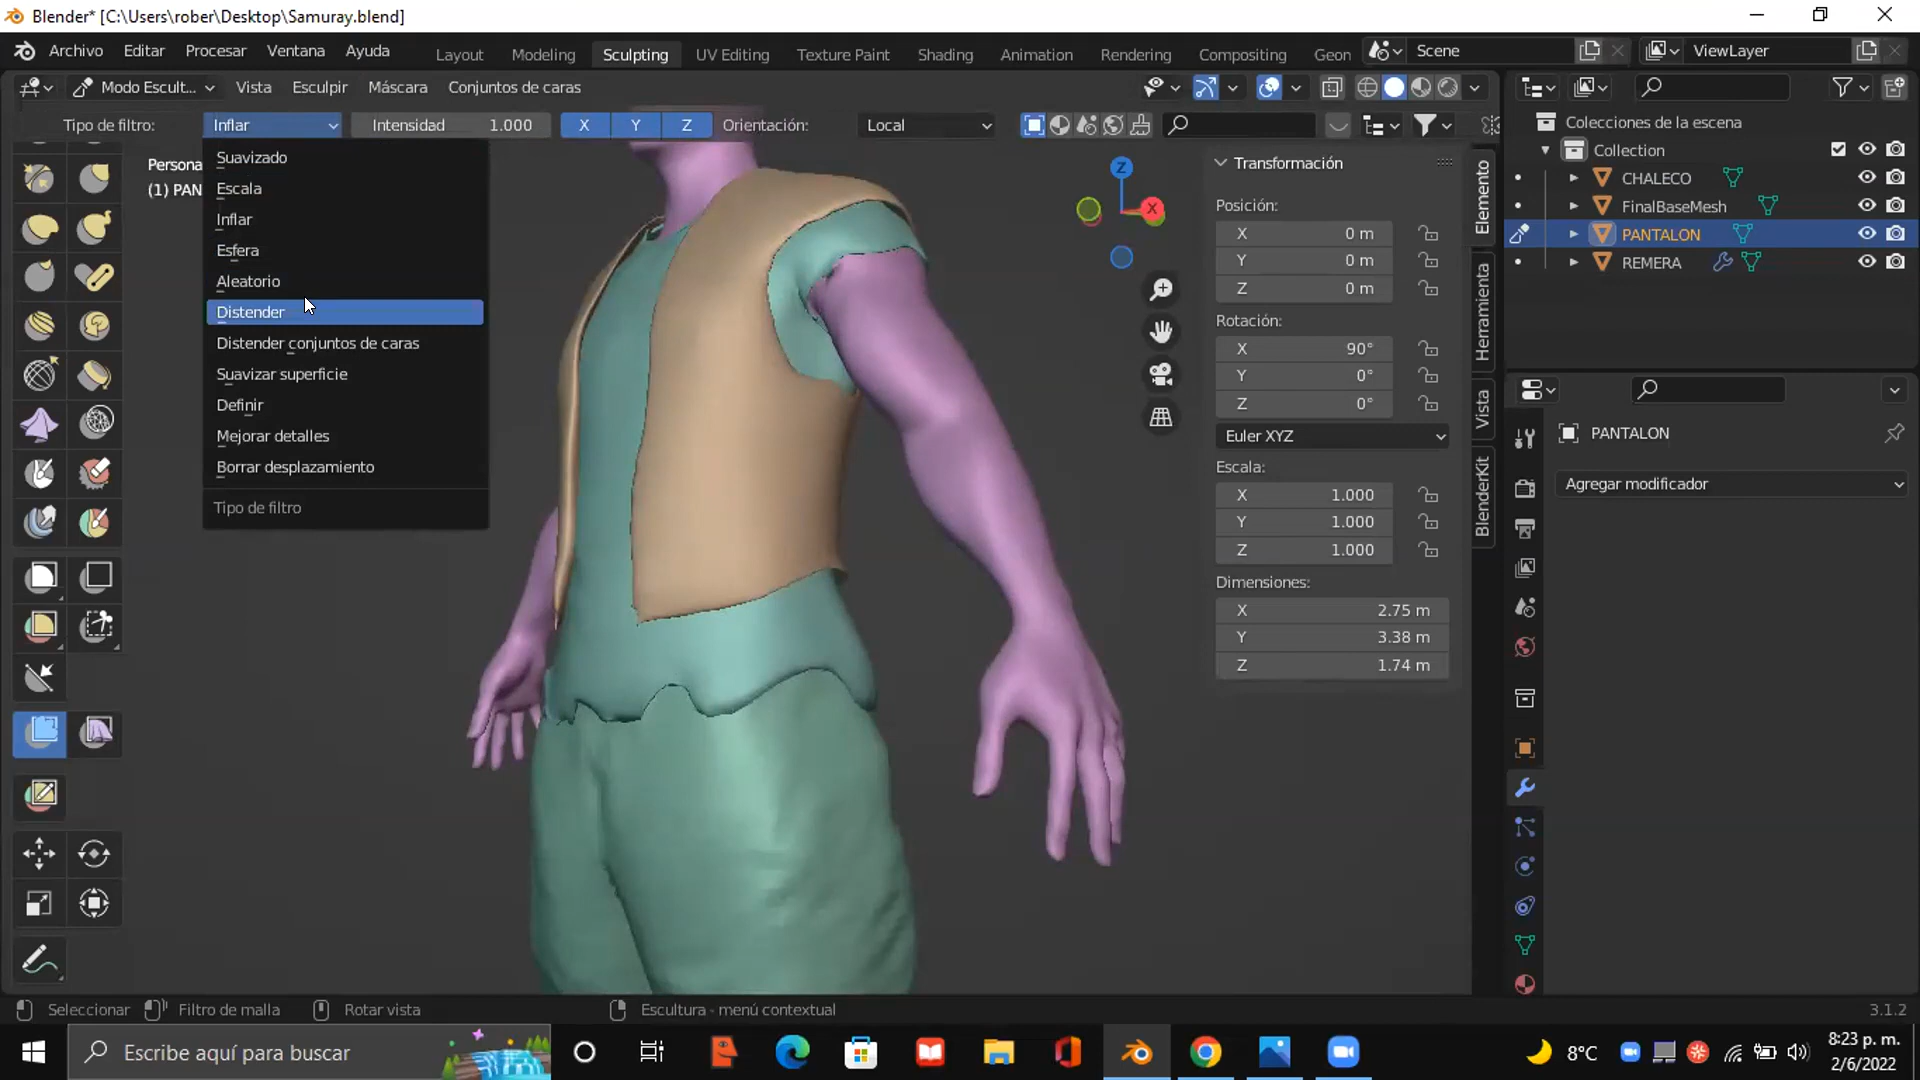 Blender* [C:\Users\rober\Desktop\Samuray.blend]
Archivo Editar Procesar Ventana Ayuda Layout Modeling Sculpting UV Editing Texture Paint Shading Animation Rendering Compositing Geon Scene ViewLayer
Modo Escult... Vista Esculpir Máscara Conjuntos de caras
Tipo de filtro: Inflar Intensidad 1.000 X Y Z Orientación: Local
Suavizado
Escala
Inflar
Esfera
Aleatorio
Distender
Distender conjuntos de caras
Suavizar superficie
Definir
Mejorar detalles
Borrar desplazamiento
Tipo de filtro
Persona
(1) PAN
Z
X
Transformación
Posición:
X 0 m
Y 0 m
Z 0 m
Rotación:
X 90°
Y 0°
Z 0°
Euler XYZ
Escala:
X 1.000
Y 1.000
Z 1.000
Dimensiones:
X 2.75 m
Y 3.38 m
Z 1.74 m
Elemento
Herramienta
Vista
BlenderKit
Colecciones de la escena
Collection
CHALECO
FinalBaseMesh
PANTALON
REMERA
PANTALON
Agregar modificador
Seleccionar Filtro de malla Rotar vista Escultura - menú contextual 3.1.2
Escribe aquí para buscar
8°C
8:23 p. m.
2/6/2022